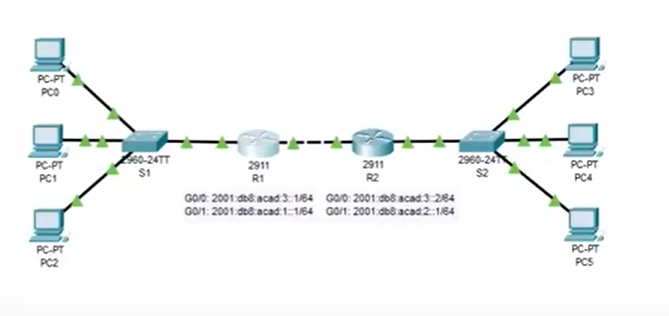 PC-PT
PC0
PC-PT
PC3
PC-PT
PC1
2960-24TT
S1
2911
R1
2911
R2
2960-24TT
S2
PC-PT
PC4
G0/0: 2001:db8:acad:3::1/64
G0/1: 2001:db8:acad:1::1/64
G0/0: 2001:db8:acad:3::2/64
G0/1: 2001:db8:acad:2::1/64
PC-PT
PC2
PC-PT
PC5